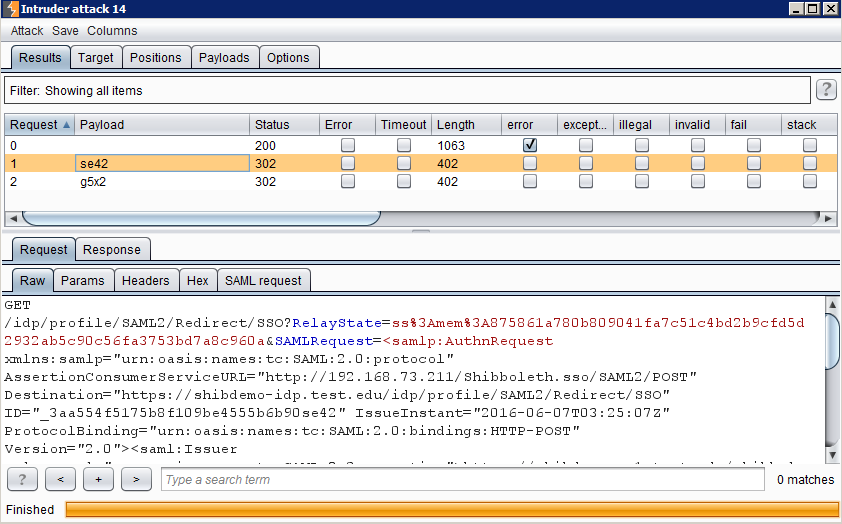 Intruder attack 14
Attack Save Columns
Results Target Positions Payloads Options
Filter: Showing all items ?
Request Payload Status Error Timeout Length error except... illegal invalid fail stack
0 200 1063
1 se42 302 402
2 g5x2 302 402
Request Response
Raw Params Headers Hex SAML request
GET
/idp/profile/SAML2/Redirect/SSO?RelayState=ss%3Amem%3A875861a780b809041fa7c51c4bd2b9cfd5d
2932ab5c90c56fa3753bd7a8c960a&SAMLRequest=<samlp:AuthnRequest
xmlns:samlp="urn:oasis:names:tc:SAML:2.0:protocol"
AssertionConsumerServiceURL="http://192.168.73.211/Shibboleth.sso/SAML2/POST"
Destination="https://shibdemo-idp.test.edu/idp/profile/SAML2/Redirect/SSO"
ID="_3aa554f5175b8f109be4555b6b90se42" IssueInstant="2016-06-07T03:25:07Z"
ProtocolBinding="urn:oasis:names:tc:SAML:2.0:bindings:HTTP-POST"
Version="2.0"><saml:Issuer
? < + > Type a search term 0 matches
Finished